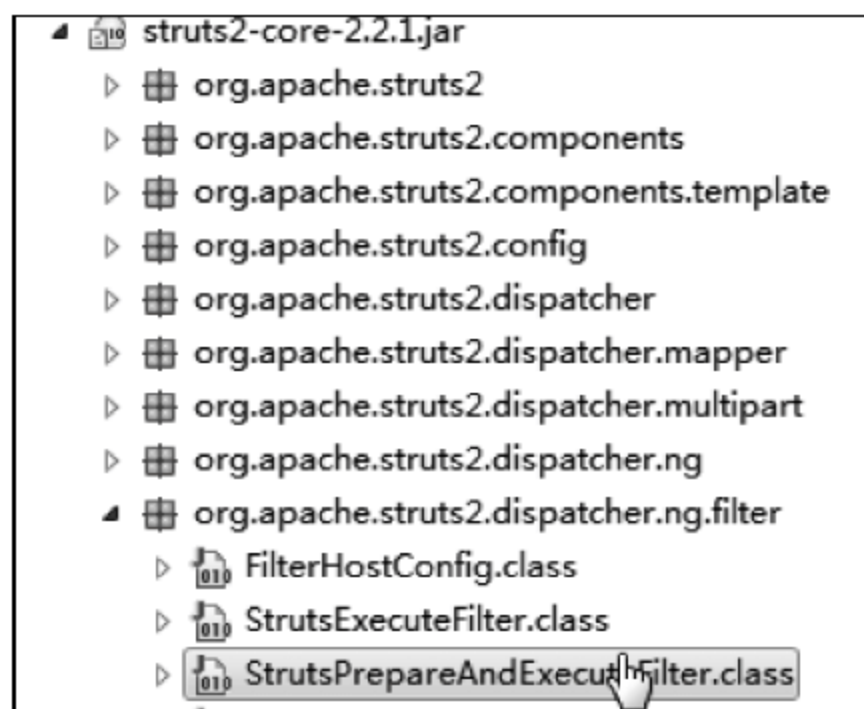 struts2-core-2.2.1.jar
org.apache.struts2
org.apache.struts2.components
org.apache.struts2.components.template
org.apache.struts2.config
org.apache.struts2.dispatcher
org.apache.struts2.dispatcher.mapper
org.apache.struts2.dispatcher.multipart
org.apache.struts2.dispatcher.ng
org.apache.struts2.dispatcher.ng.filter
FilterHostConfig.class
StrutsExecuteFilter.class
StrutsPrepareAndExecuteFilter.class